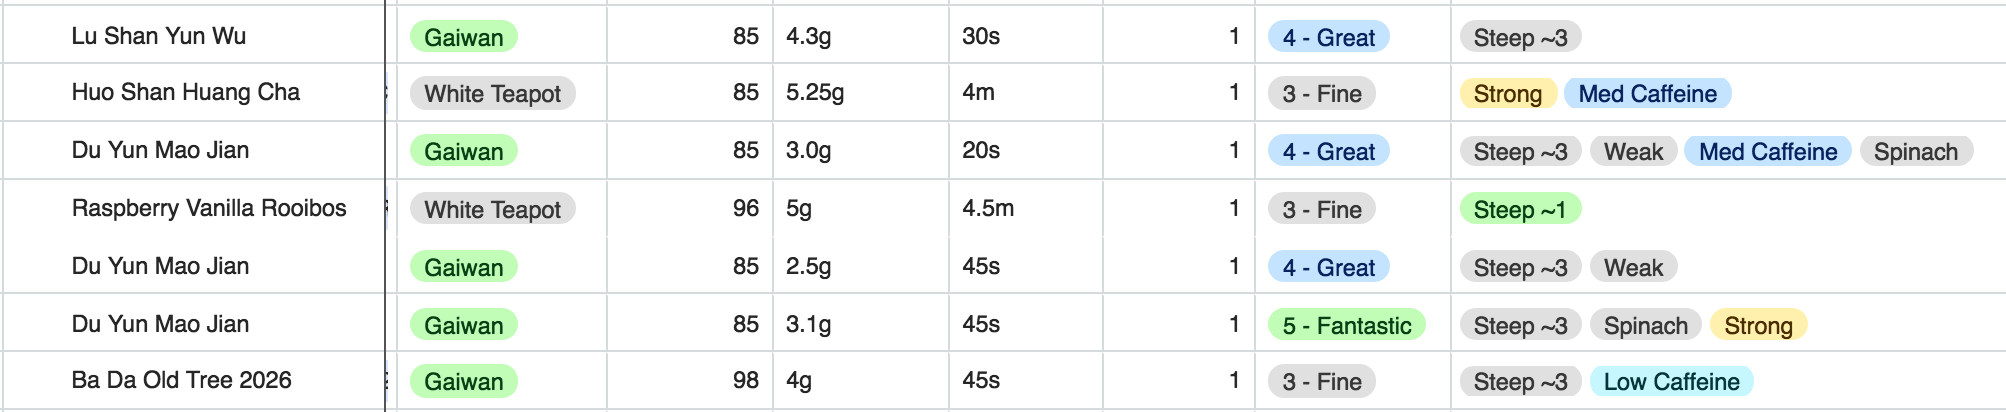 Lu Shan Yun Wu Gaiwan 85 4.3g 30s 1 4 - Great Steep ~3
Huo Shan Huang Cha White Teapot 85 5.25g 4m 1 3 - Fine Strong Med Caffeine
Du Yun Mao Jian Gaiwan 85 3.0g 20s 1 4 - Great Steep ~3 Weak Med Caffeine Spinach
Raspberry Vanilla Rooibos White Teapot 96 5g 4.5m 1 3 - Fine Steep ~1
Du Yun Mao Jian Gaiwan 85 2.5g 45s 1 4 - Great Steep ~3 Weak
Du Yun Mao Jian Gaiwan 85 3.1g 45s 1 5 - Fantastic Steep ~3 Spinach Strong
Ba Da Old Tree 2026 Gaiwan 98 4g 45s 1 3 - Fine Steep ~3 Low Caffeine